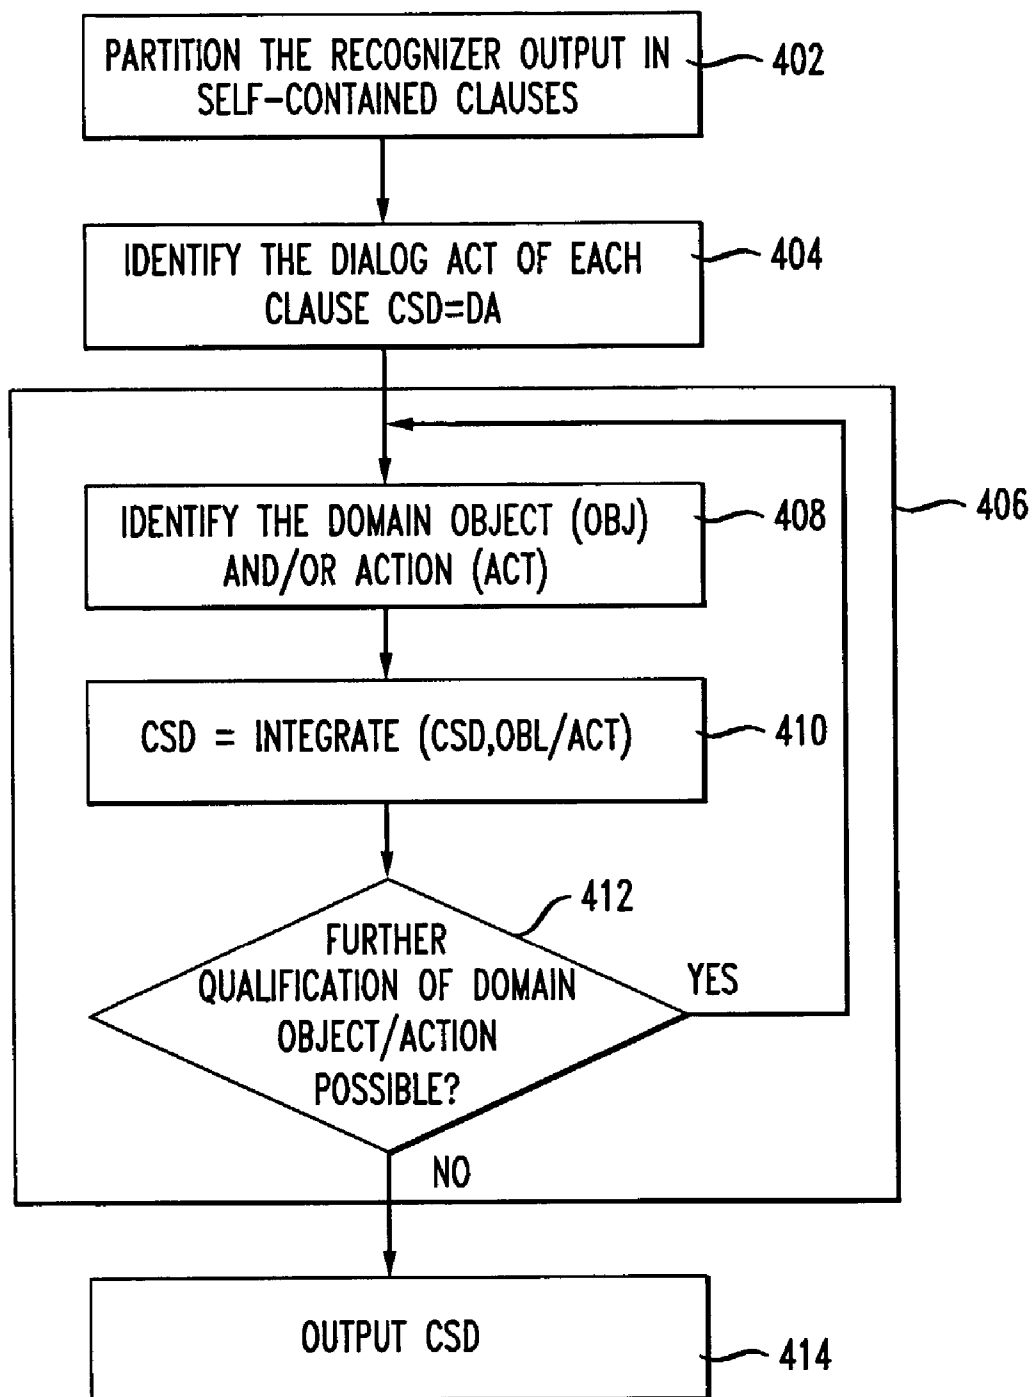 PARTITION THE RECOGNIZER OUTPUT IN
SELF-CONTAINED CLAUSES
402
IDENTIFY THE DIALOG ACT OF EACH
CLAUSE CSD=DA
404
406
IDENTIFY THE DOMAIN OBJECT (OBJ)
AND/OR ACTION (ACT)
408
CSD = INTEGRATE (CSD,OBL/ACT)
410
412
FURTHER
QUALIFICATION OF DOMAIN
OBJECT/ACTION
POSSIBLE?
YES
NO
OUTPUT CSD
414